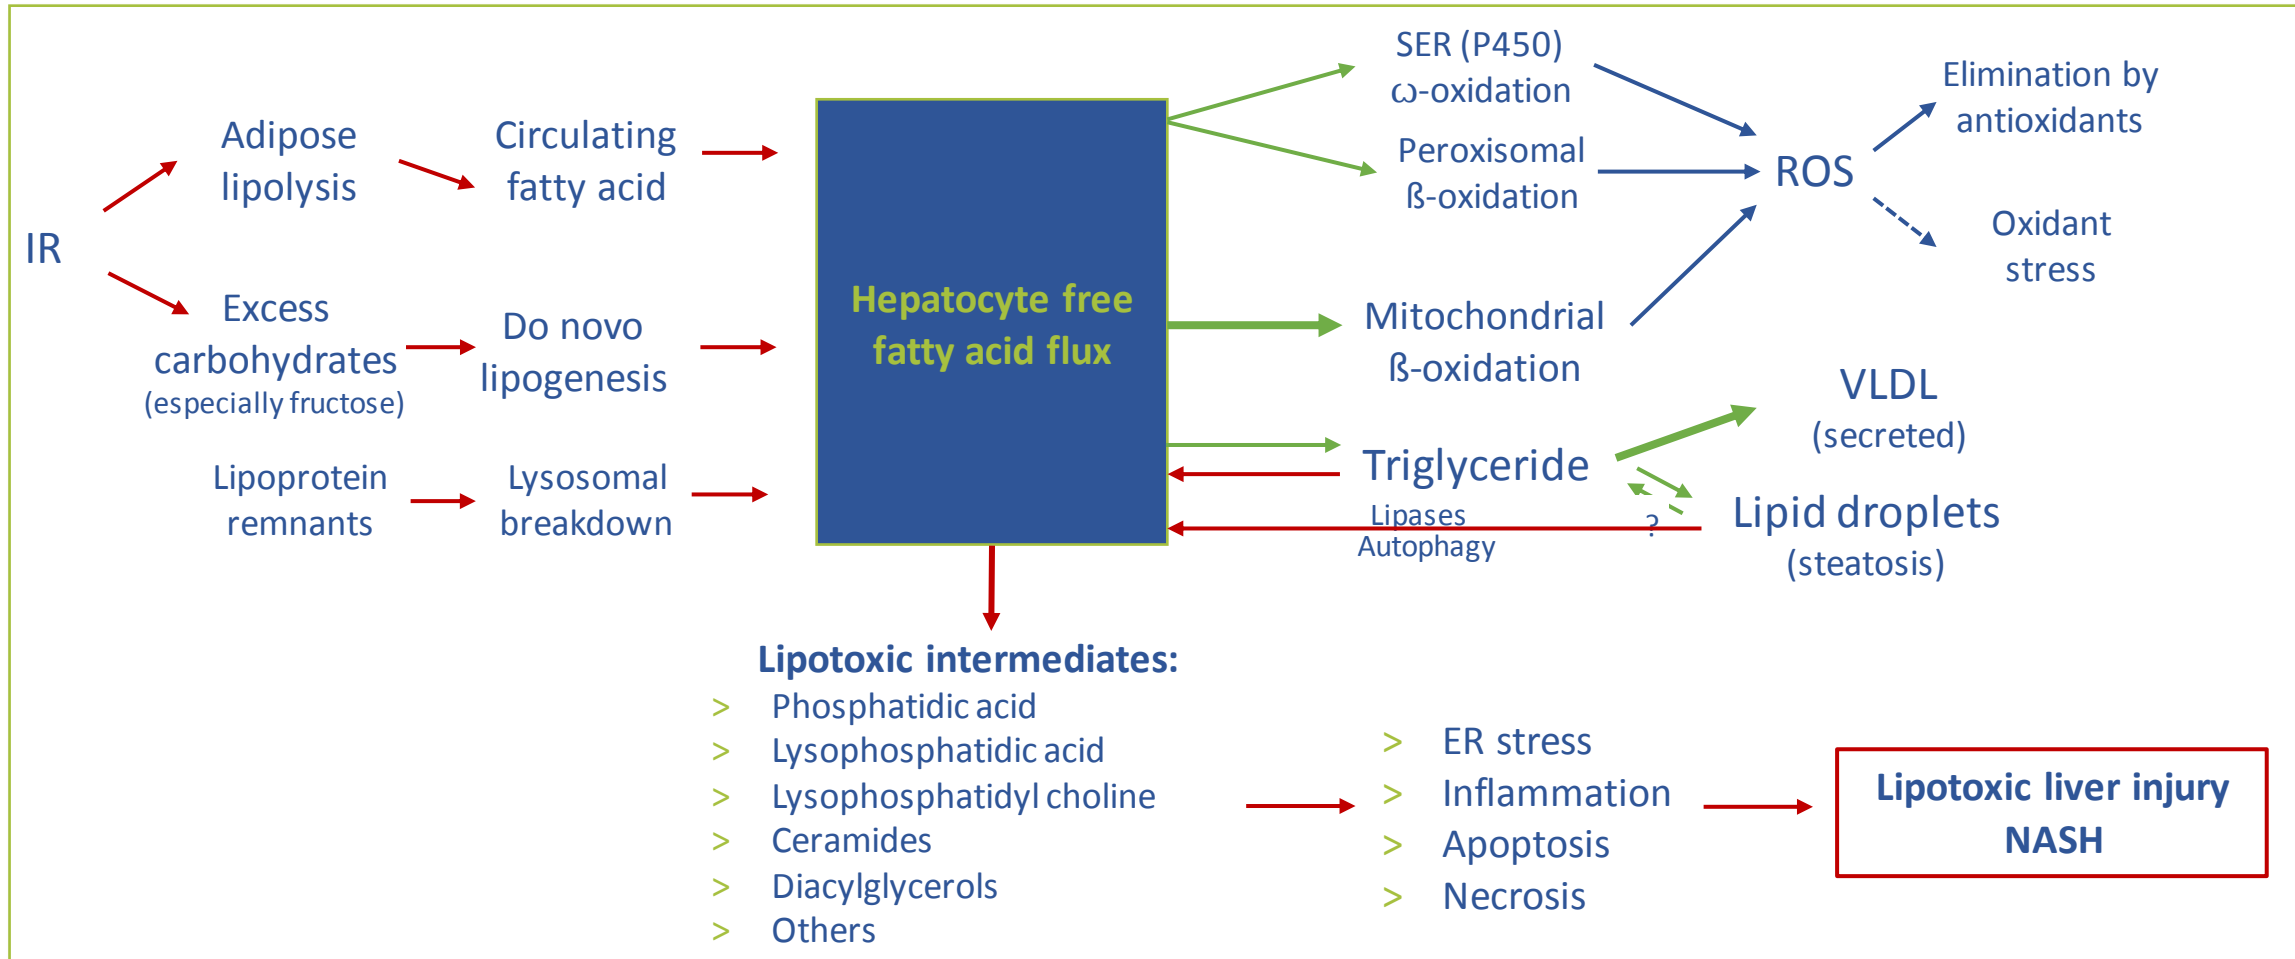 IR
Adipose
lipolysis
Circulating
fatty acid
Excess
carbohydrates
(especially fructose)
Do novo
lipogenesis
Lipoprotein
remnants
Lysosomal
breakdown
Hepatocyte free
fatty acid flux
SER (P450)
ω-oxidation
Peroxisomal
ß-oxidation
Mitochondrial
ß-oxidation
ROS
Elimination by
antioxidants
Oxidant
stress
Triglyceride
Lipases
Autophagy
?
VLDL
(secreted)
Lipid droplets
(steatosis)
Lipotoxic intermediates:
> Phosphatidic acid
> Lysophosphatidic acid
> Lysophosphatidyl choline
> Ceramides
> Diacylglycerols
> Others
> ER stress
> Inflammation
> Apoptosis
> Necrosis
Lipotoxic liver injury
NASH